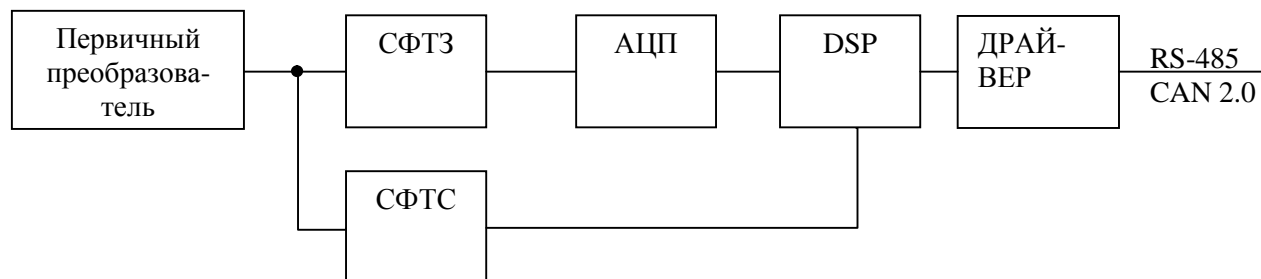 Первичный
преобразова-
тель
СФТЗ
АЦП
DSP
ДРАЙ-
ВЕР
RS-485
CAN 2.0
СФТС